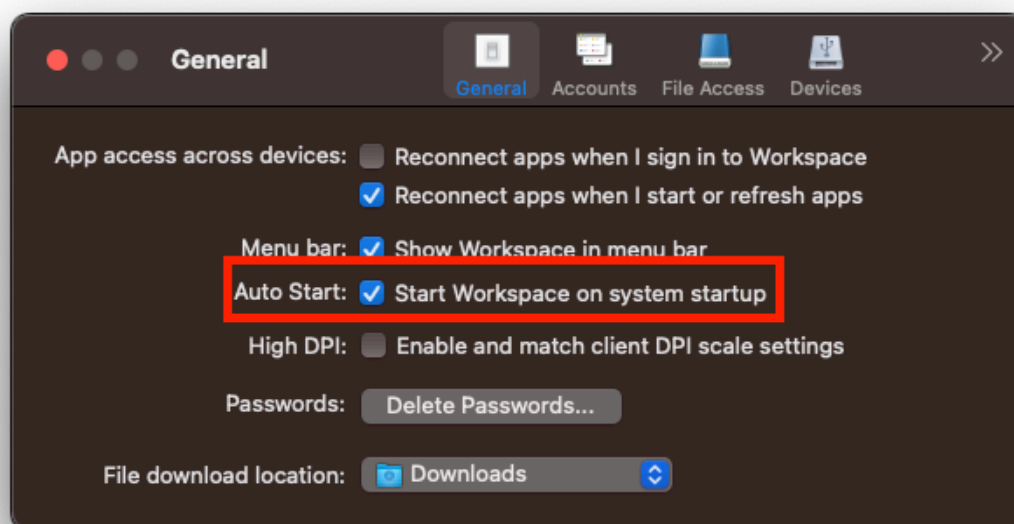 General
General
Accounts
File Access
Devices
App access across devices:
Reconnect apps when I sign in to Workspace
Reconnect apps when I start or refresh apps
Menu bar:
Show Workspace in menu bar
Auto Start:
Start Workspace on system startup
High DPI:
Enable and match client DPI scale settings
Passwords:
Delete Passwords...
File download location:
Downloads